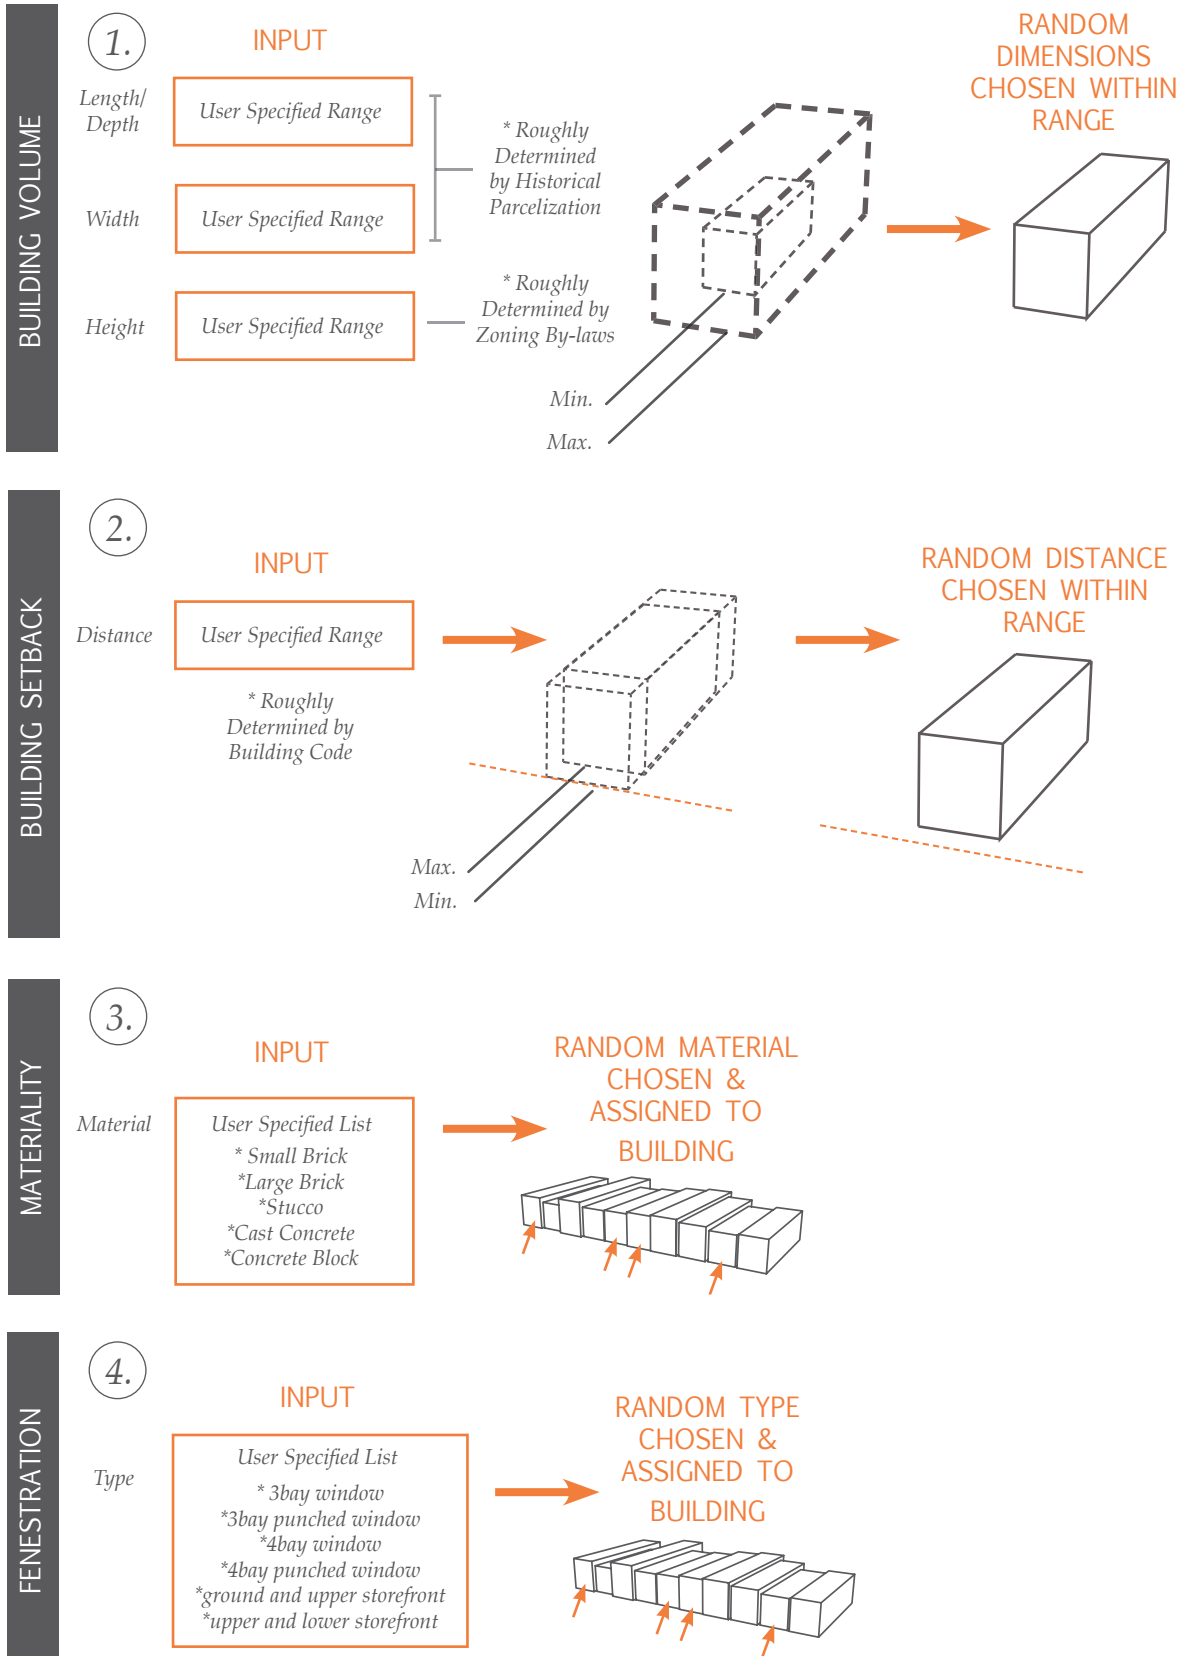 BUILDING VOLUME
1.
INPUT
Length/
Depth
User Specified Range
Width
User Specified Range
Height
User Specified Range
* Roughly
Determined
by Historical
Parcelization
* Roughly
Determined by
Zoning By-laws
Min.
Max.
RANDOM
DIMENSIONS
CHOSEN WITHIN
RANGE
BUILDING SETBACK
2.
INPUT
Distance
User Specified Range
* Roughly
Determined by
Building Code
Max.
Min.
RANDOM DISTANCE
CHOSEN WITHIN
RANGE
MATERIALITY
3.
INPUT
Material
User Specified List
* Small Brick
*Large Brick
*Stucco
*Cast Concrete
*Concrete Block
RANDOM MATERIAL
CHOSEN &
ASSIGNED TO
BUILDING
FENESTRATION
4.
INPUT
Type
User Specified List
* 3bay window
*3bay punched window
*4bay window
*4bay punched window
*ground and upper storefront
*upper and lower storefront
RANDOM TYPE
CHOSEN &
ASSIGNED TO
BUILDING